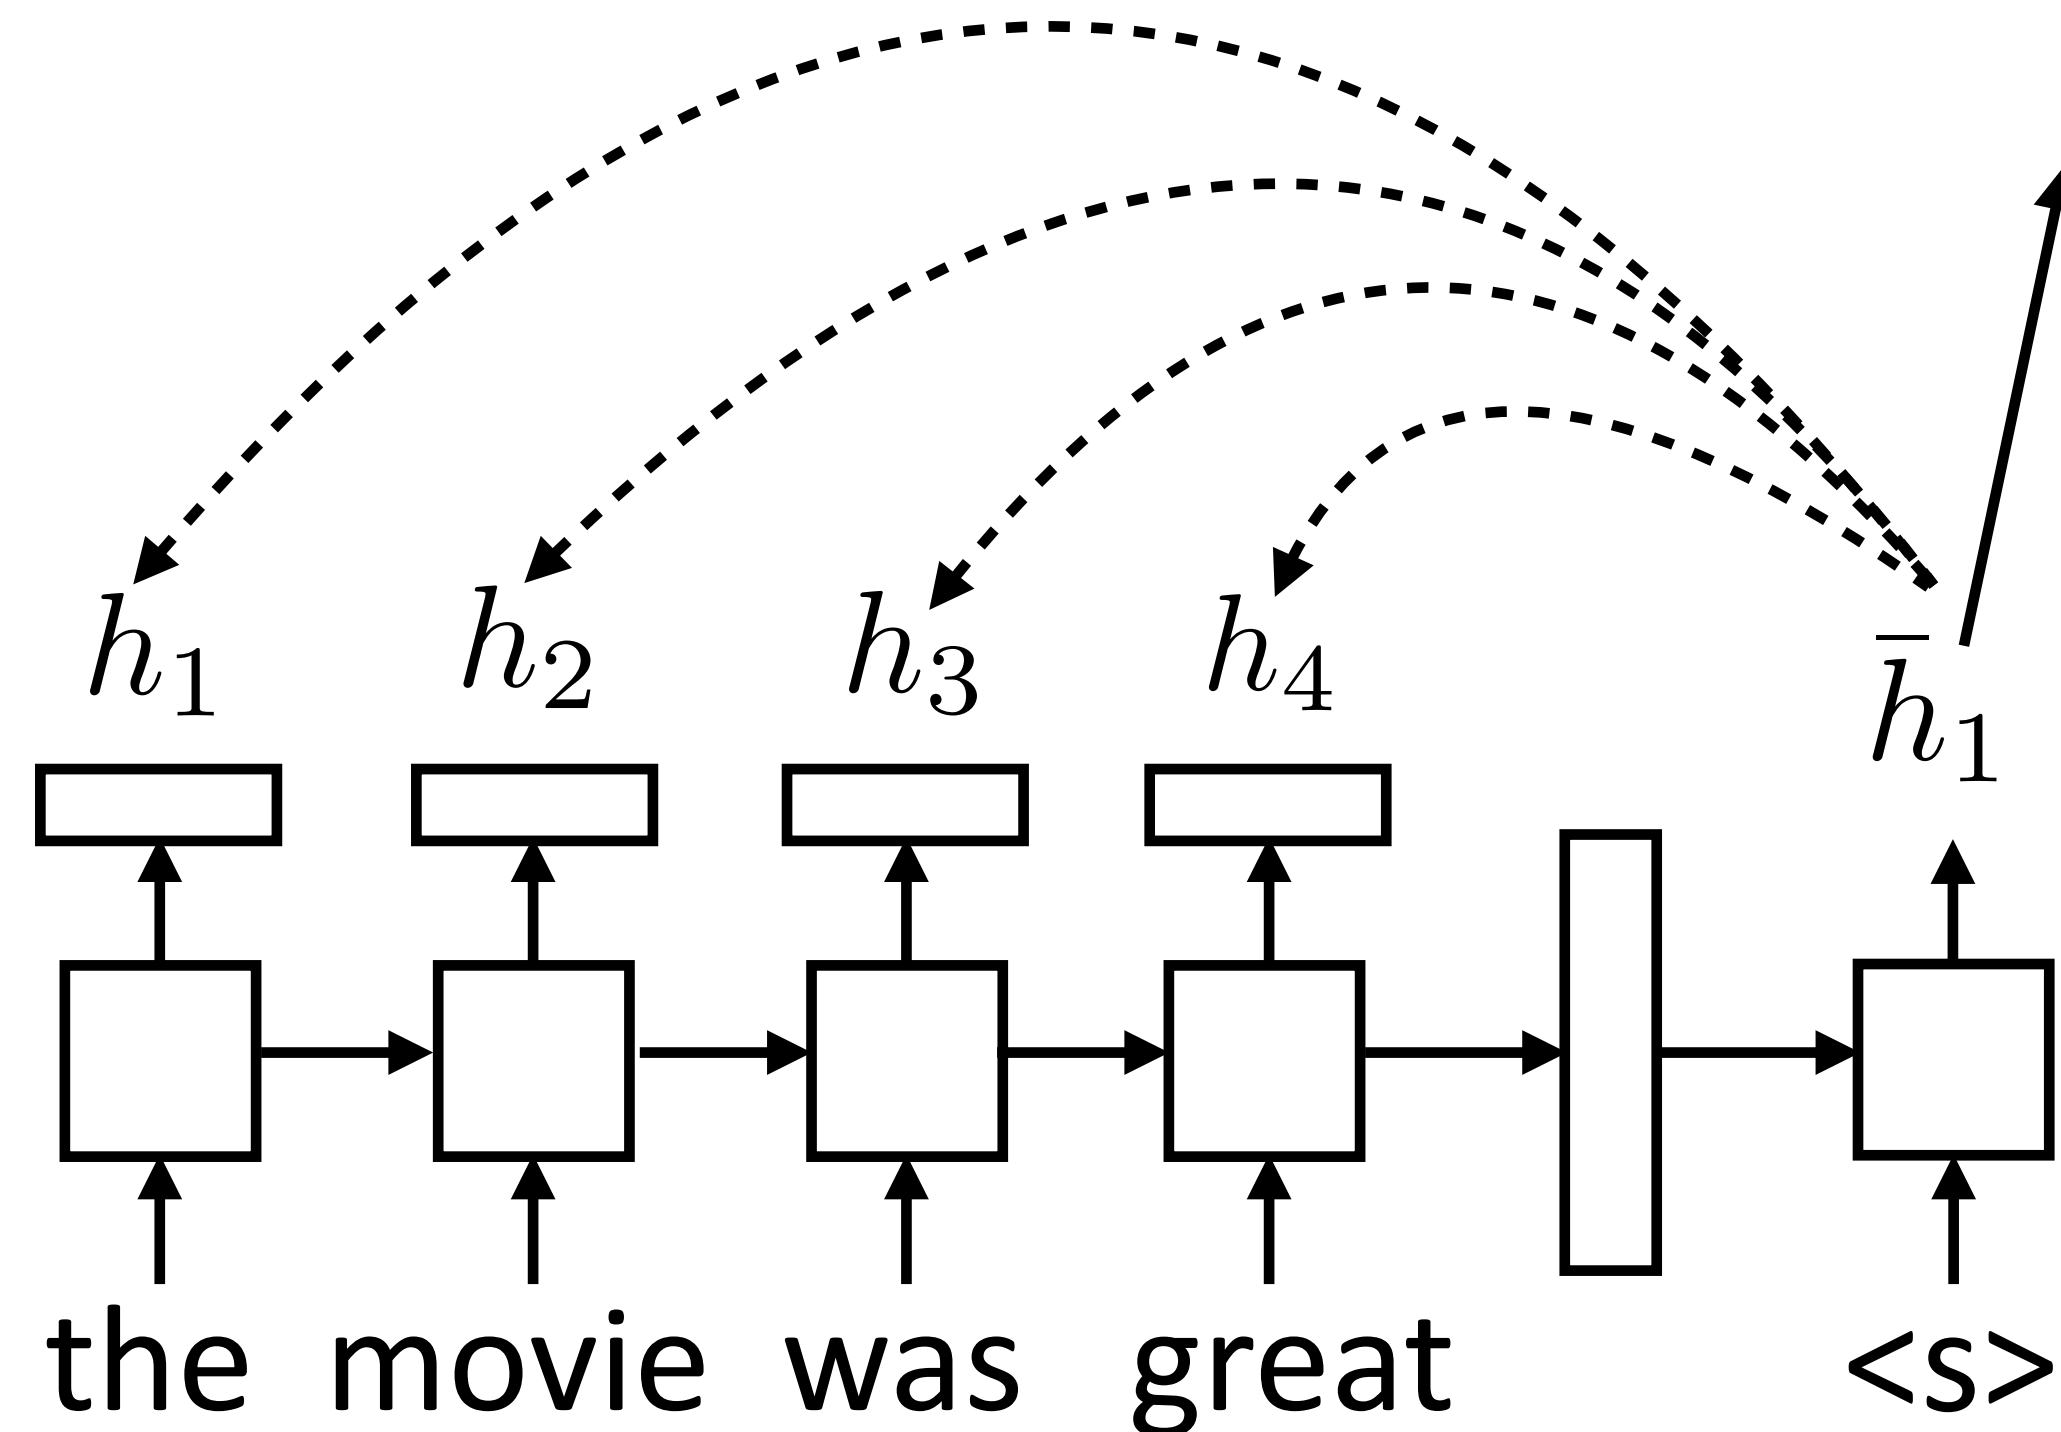 h₁ h₂ h₃ h₄ h̄₁
the movie was great <s>